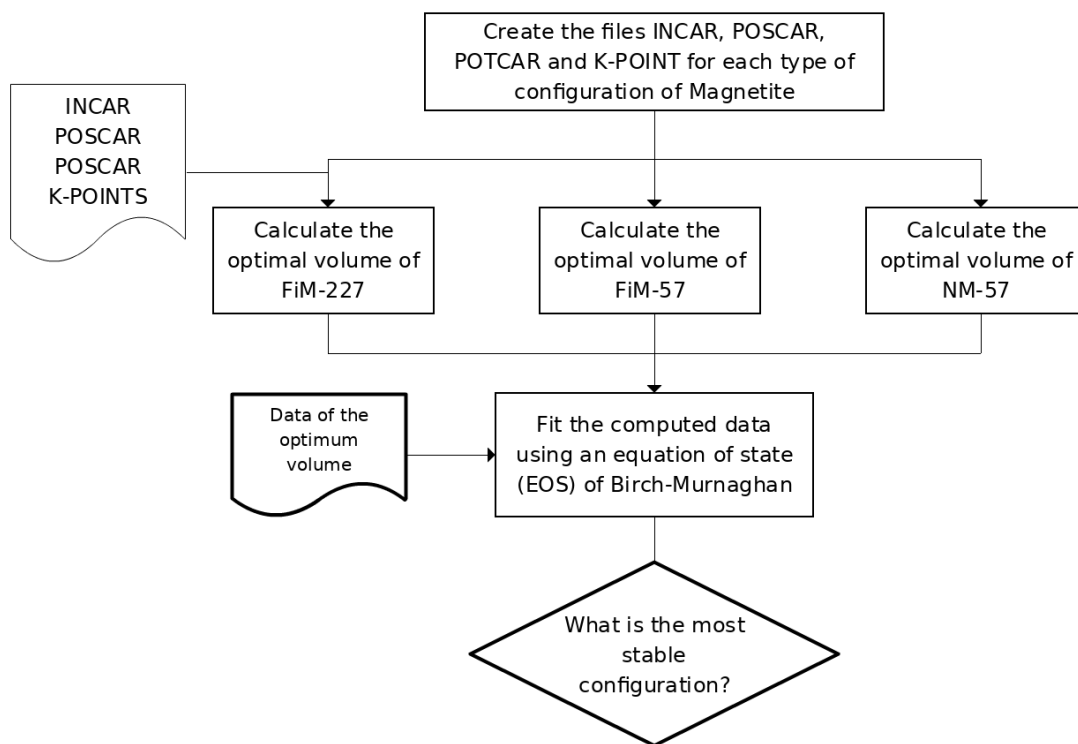 Create the files INCAR, POSCAR,
POTCAR and K-POINT for each type of
configuration of Magnetite
INCAR
POSCAR
POSCAR
K-POINTS
Calculate the
optimal volume of
FiM-227
Calculate the
optimal volume of
FiM-57
Calculate the
optimal volume of
NM-57
Data of the
optimum
volume
Fit the computed data
using an equation of state
(EOS) of Birch-Murnaghan
What is the most
stable
configuration?